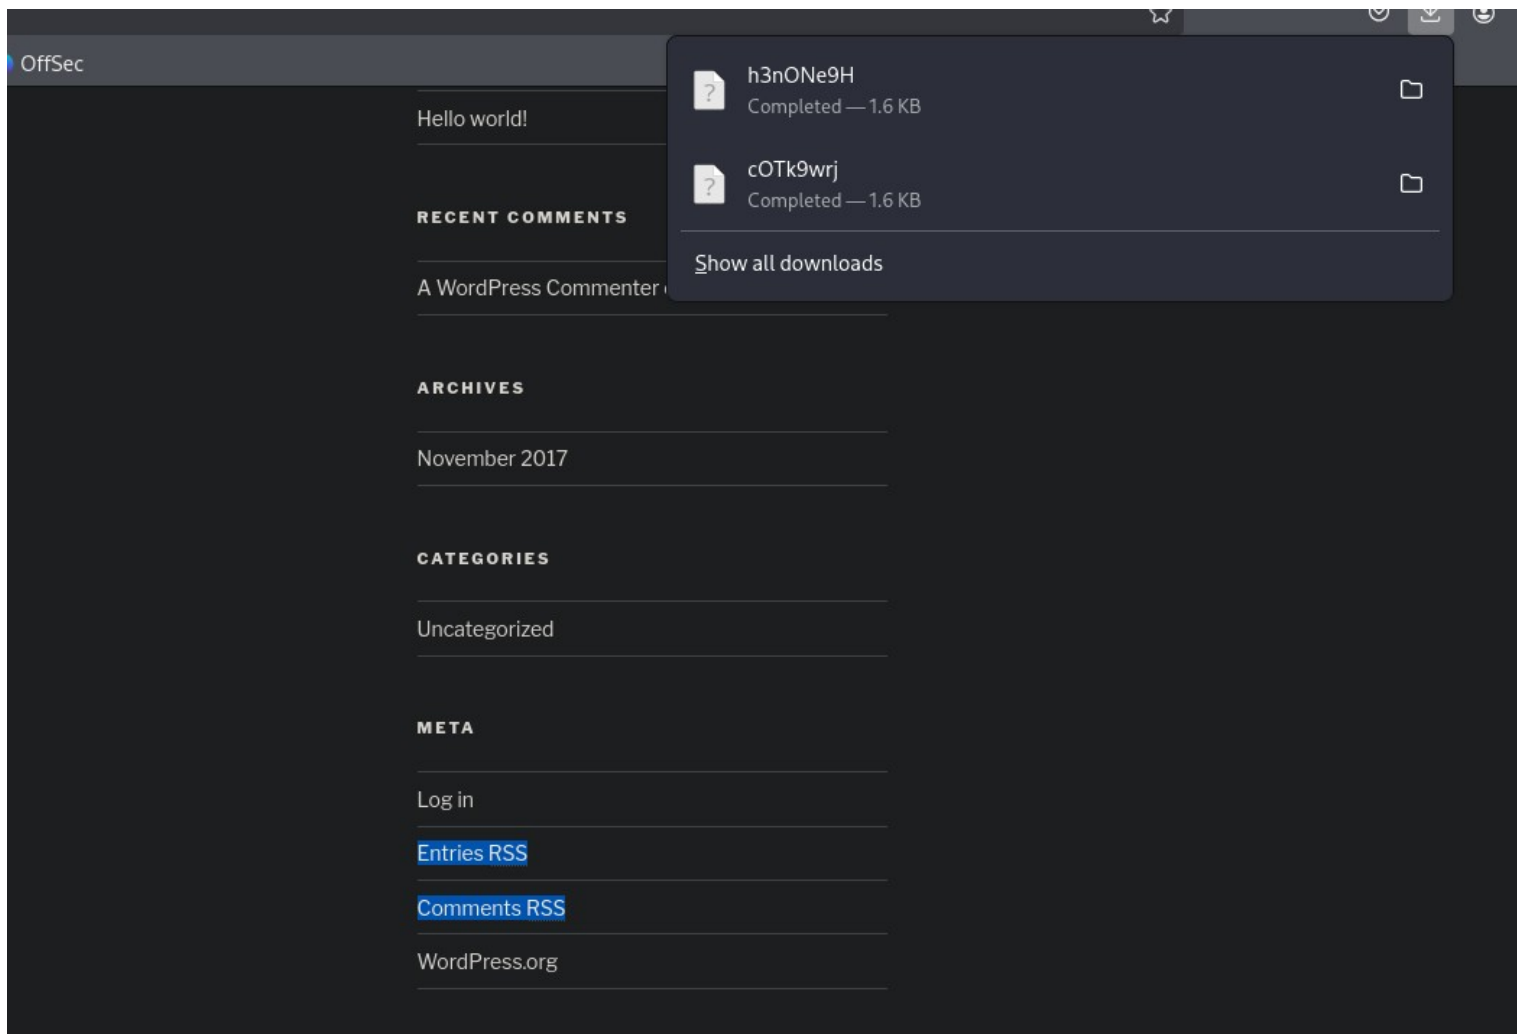 OffSec
h3nONe9H
Completed — 1.6 KB
cOTk9wrj
Completed — 1.6 KB
Show all downloads
Hello world!
RECENT COMMENTS
A WordPress Commenter
ARCHIVES
November 2017
CATEGORIES
Uncategorized
META
Log in
Entries RSS
Comments RSS
WordPress.org